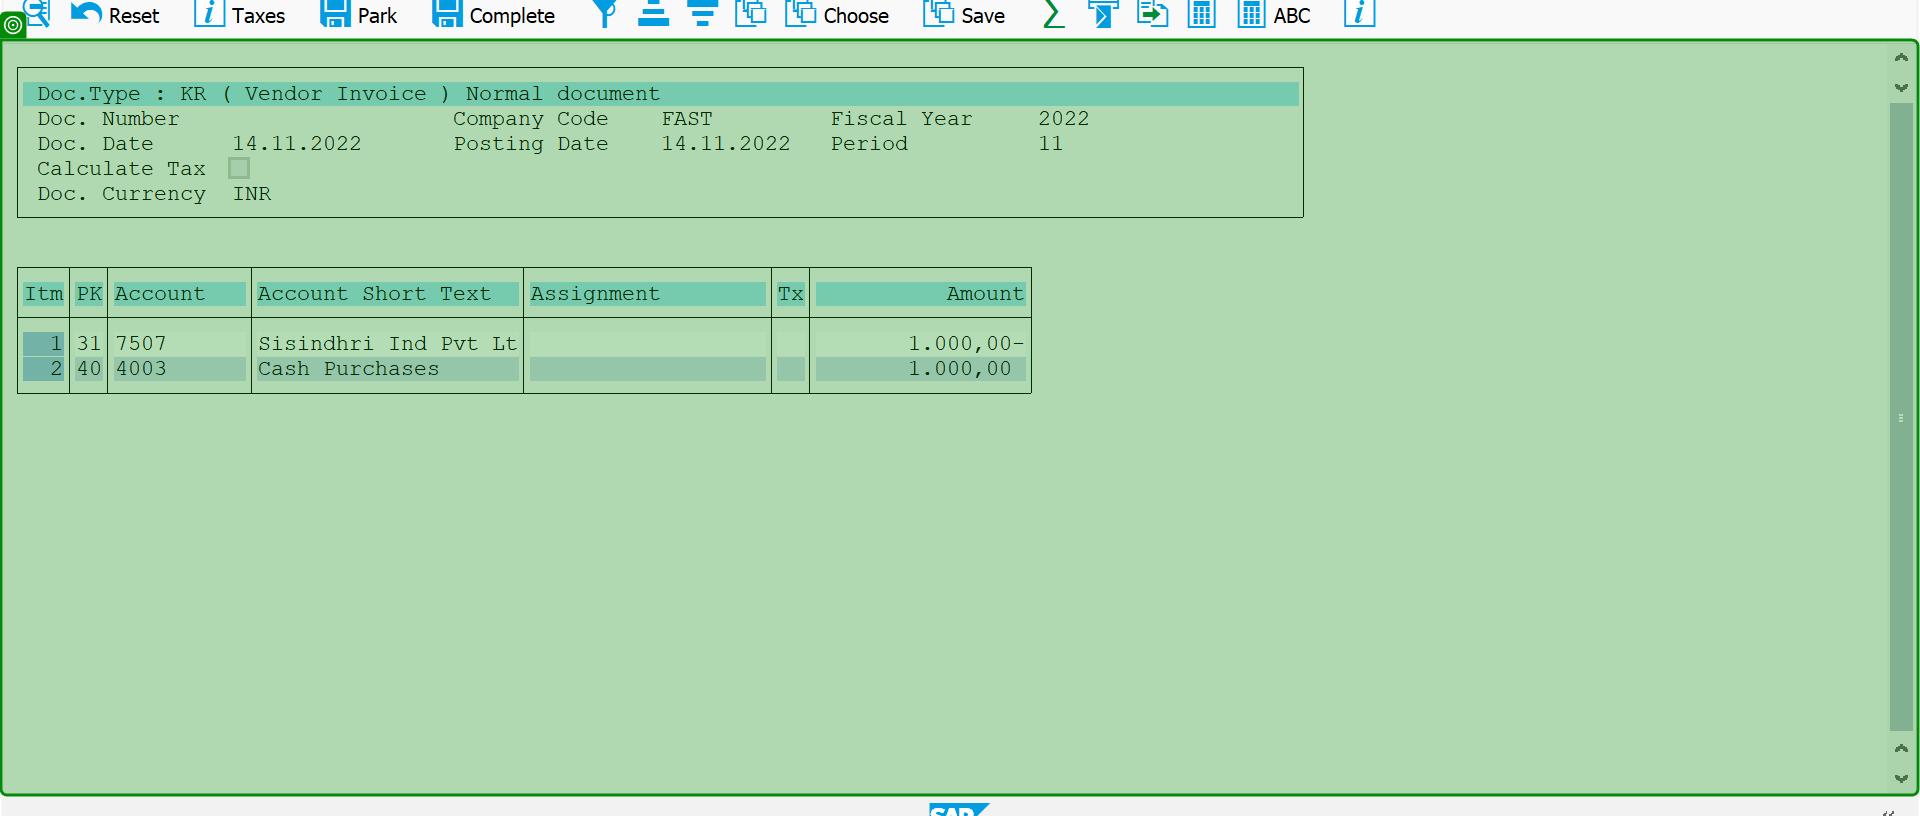 Reset Taxes Park Complete Choose Save ABC
Doc.Type : KR ( Vendor Invoice ) Normal document
Doc. Number Company Code FAST Fiscal Year 2022
Doc. Date 14.11.2022 Posting Date 14.11.2022 Period 11
Calculate Tax
Doc. Currency INR
Itm PK Account Account Short Text Assignment Tx Amount
1 31 7507 Sisindhri Ind Pvt Lt 1.000,00-
2 40 4003 Cash Purchases 1.000,00
SAP